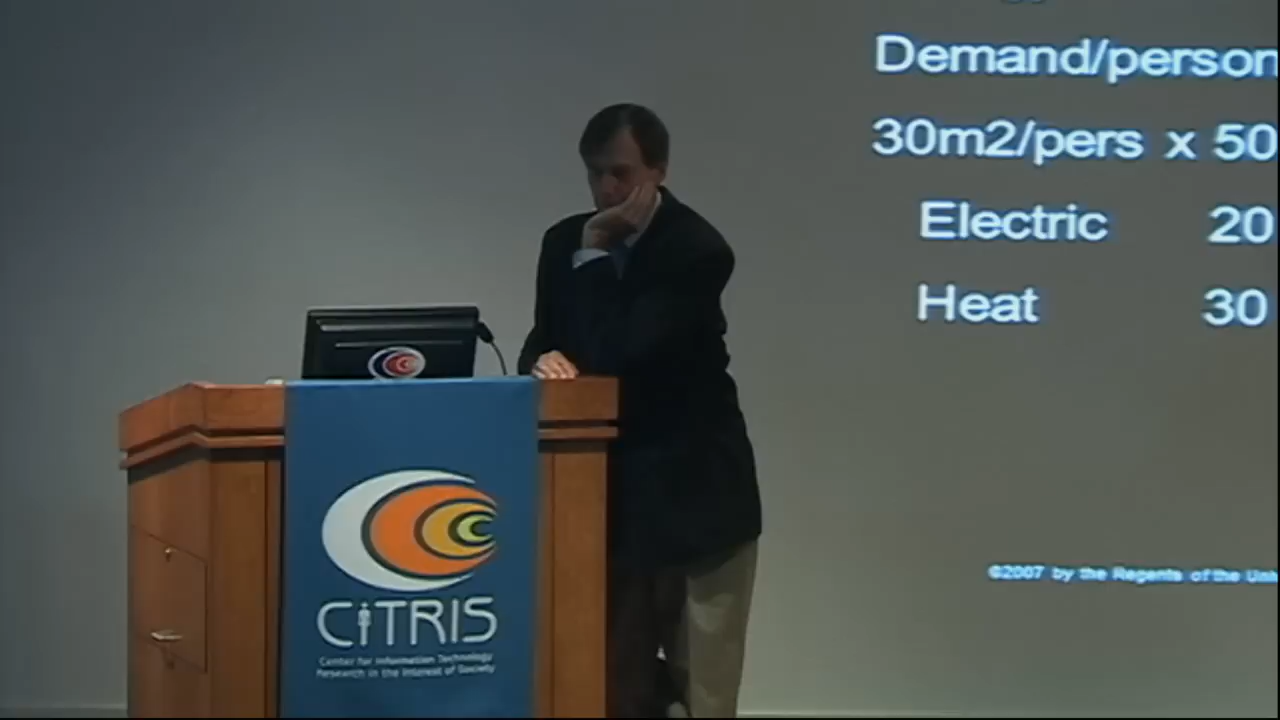 Demand/person
30m2/pers x 50
Electric 20
Heat 30
©2007 by the Regents of the
CiTRIS
Center for Information Technology
Research in the Interest of Society